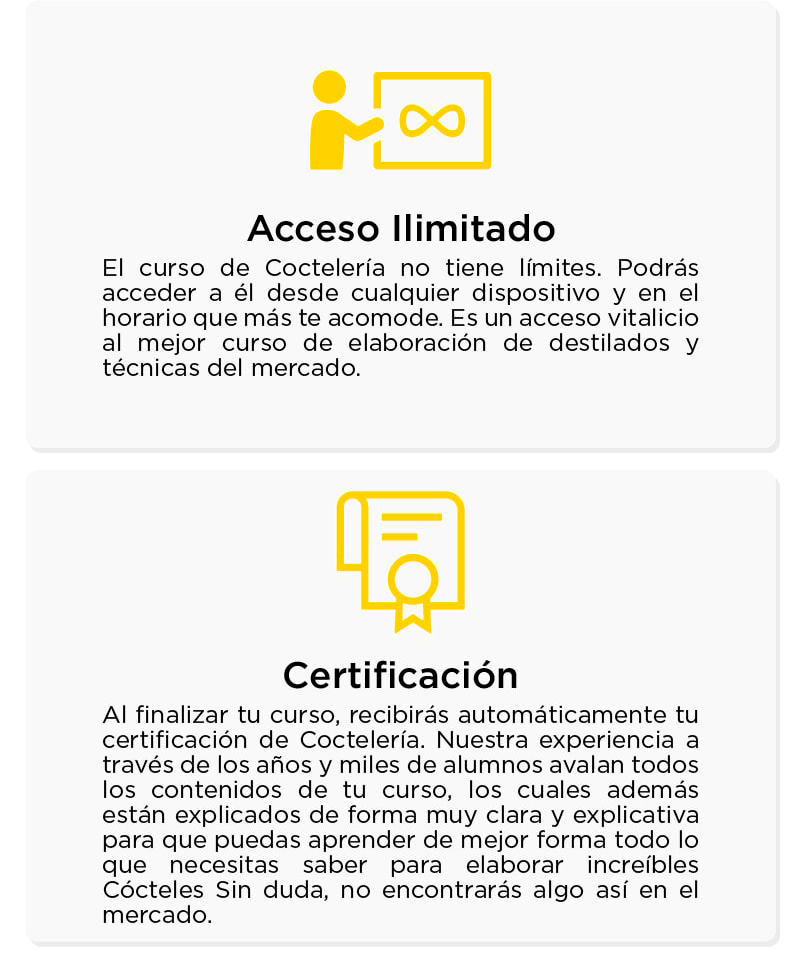 Acceso Ilimitado
El curso de Coctelería no tiene límites. Podrás
acceder a él desde cualquier dispositivo y en el
horario que más te acomode. Es un acceso vitalicio
al mejor curso de elaboración de destilados y
técnicas del mercado.
Certificación
Al finalizar tu curso, recibirás automáticamente tu
certificación de Coctelería. Nuestra experiencia a
través de los años y miles de alumnos avalan todos
los contenidos de tu curso, los cuales además
están explicados de forma muy clara y explicativa
para que puedas aprender de mejor forma todo lo
que necesitas saber para elaborar increíbles
Cócteles Sin duda, no encontrarás algo así en el
mercado.